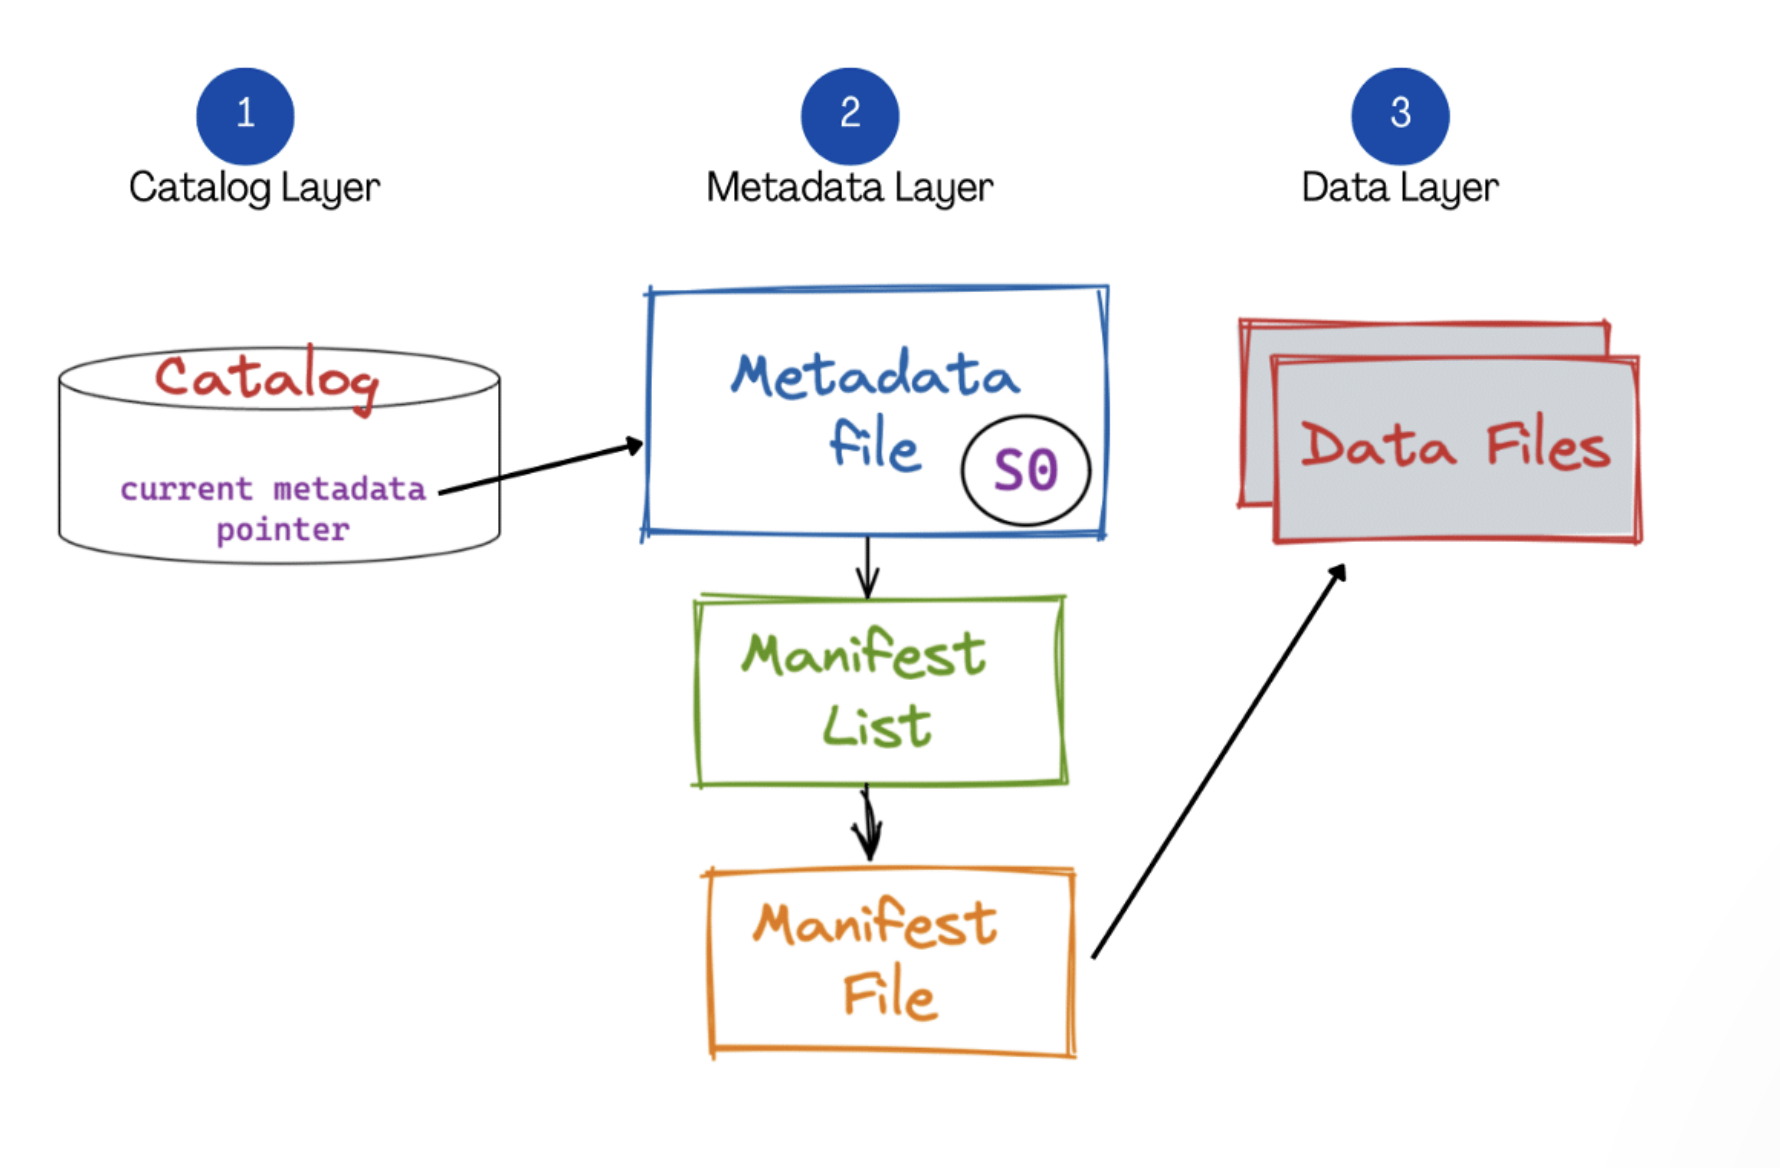 1
Catalog Layer
2
Metadata Layer
3
Data Layer
Catalog
current metadata
pointer
Metadata
file
S0
Manifest
List
Manifest
File
Data Files